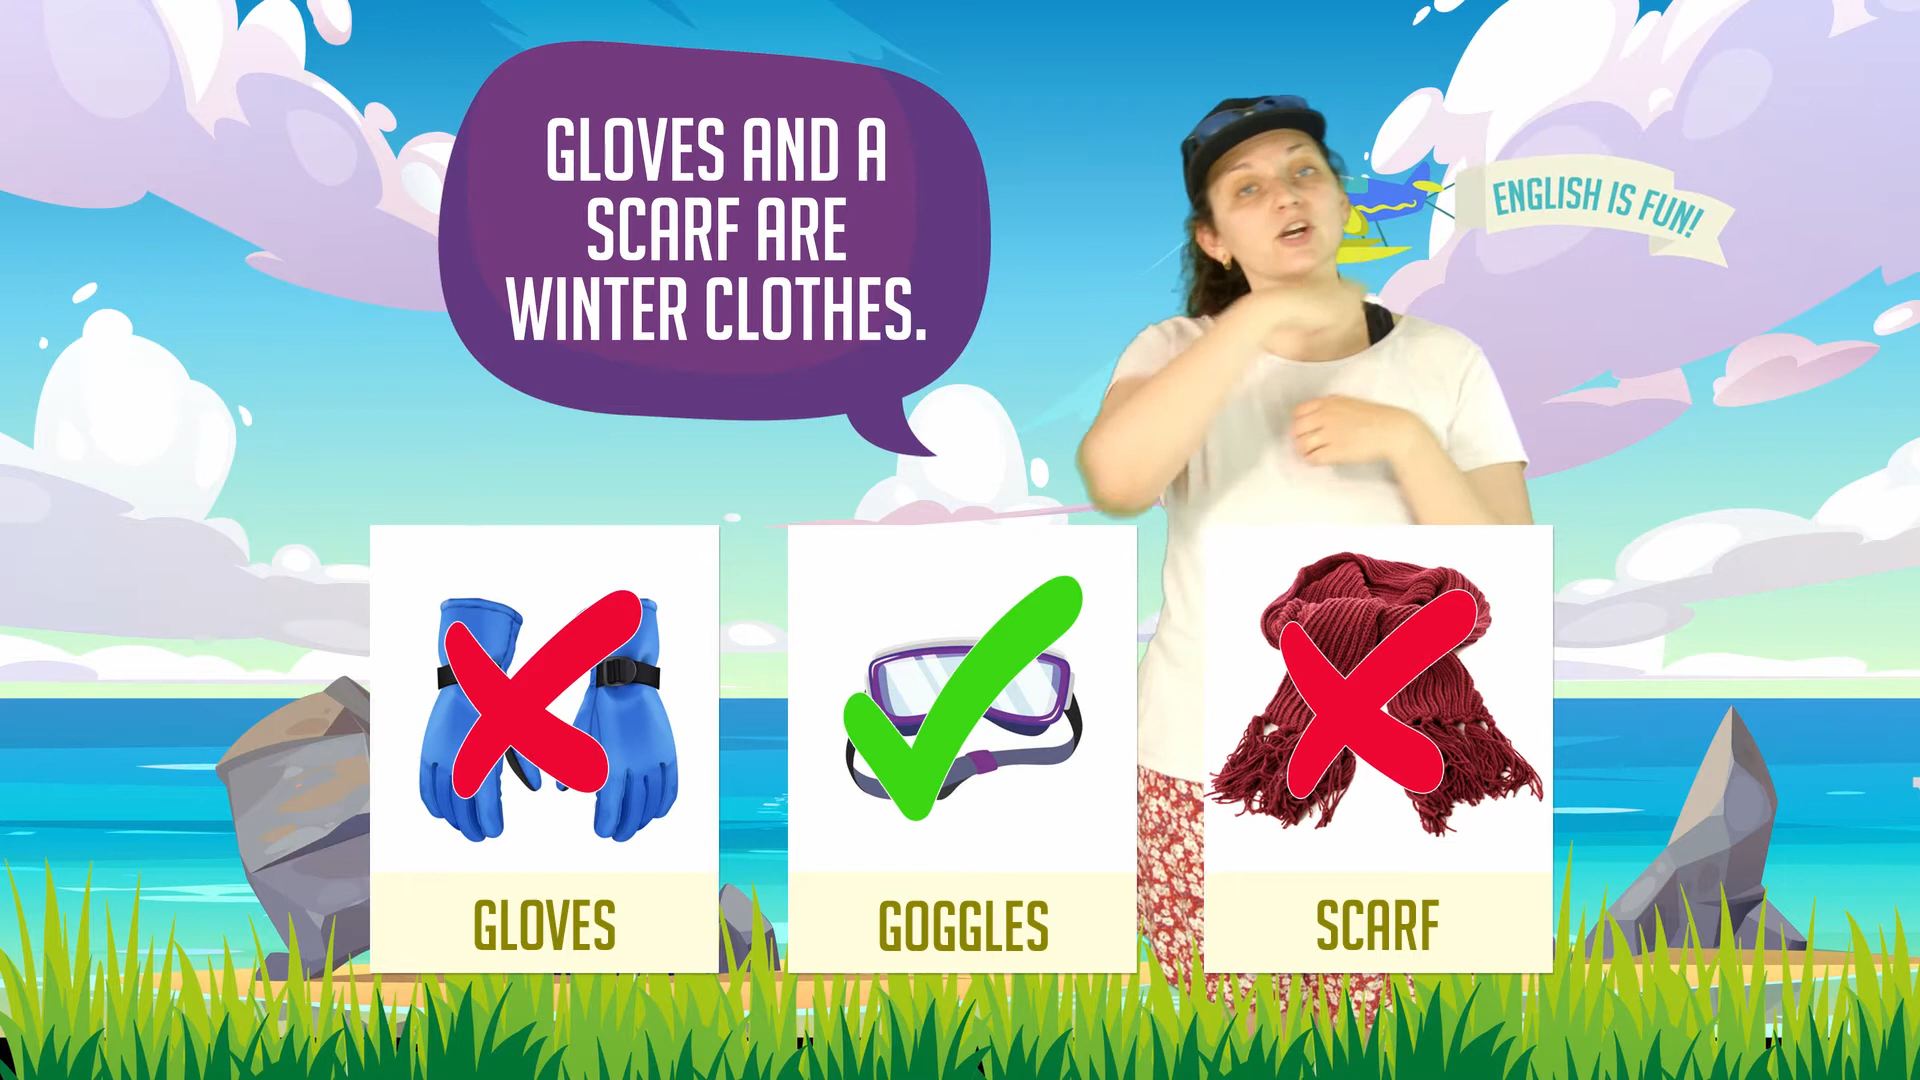 GLOVES AND A
SCARF ARE
WINTER CLOTHES.
ENGLISH IS FUN!
GLOVES
GOGGLES
SCARF